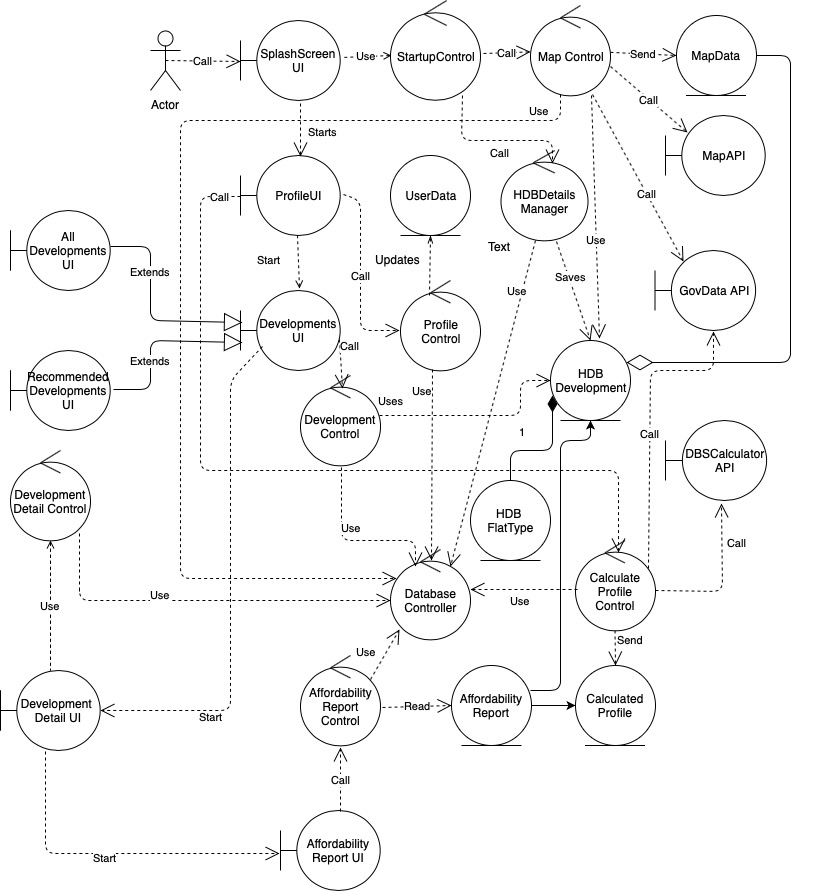 SplashScreen
UI
StartupControl
Map Control
MapData
Call
Use
Call
Send
Actor
Call
Use
Starts
Call
MapAPI
Call
ProfileUI
UserData
HDBDetails
Manager
Call
All
Developments
UI
Use
Text
Extends
Start
Updates
Call
Use
Saves
GovData API
Developments
UI
Profile
Control
Extends
Call
Recommended
Developments
UI
Use
Uses
HDB
Development
Development
Control
1
Call
DBSCalculator
API
Development
Detail Control
HDB
FlatType
Use
Call
Use
Use
Database
Controller
Use
Calculate
Profile
Control
Use
Send
Development
Detail UI
Start
Affordability
Report
Control
Read
Affordability
Report
Calculated
Profile
Call
Affordability
Report UI
Start